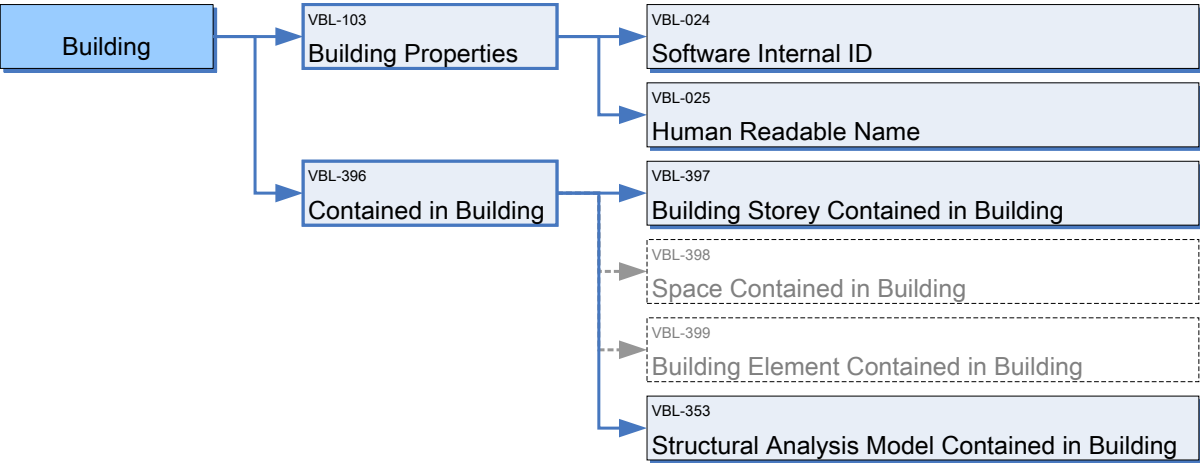 Building
VBL-103
Building Properties
VBL-024
Software Internal ID
VBL-025
Human Readable Name
VBL-396
Contained in Building
VBL-397
Building Storey Contained in Building
VBL-398
Space Contained in Building
VBL-399
Building Element Contained in Building
VBL-353
Structural Analysis Model Contained in Building